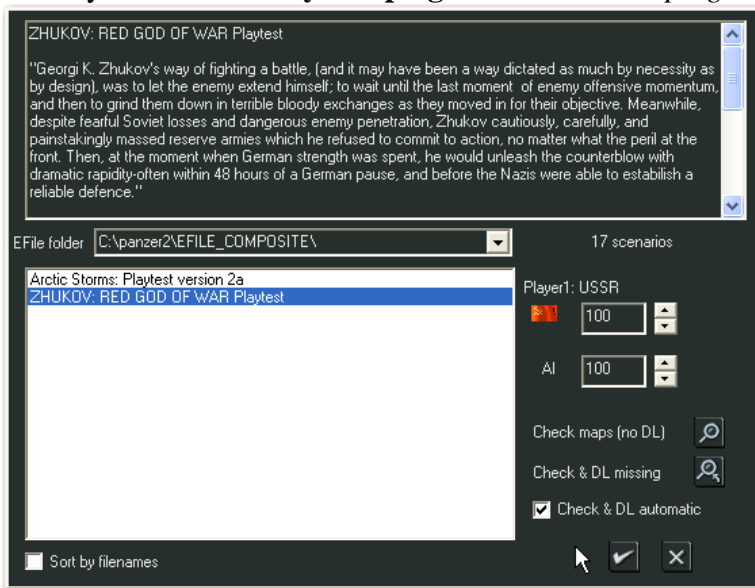 ZHUKOV: RED GOD OF WAR Playtest
"Georgi K. Zhukov's way of fighting a battle, (and it may have been a way dictated as much by necessity as
by design), was to let the enemy extend himself; to wait until the last moment of enemy offensive momentum,
and then to grind them down in terrible bloody exchanges as they moved in for their objective. Meanwhile,
despite fearful Soviet losses and dangerous enemy penetration, Zhukov cautiously, carefully, and
painstakingly massed reserve armies which he refused to commit to action, no matter what the peril at the
front. Then, at the moment when German strength was spent, he would unleash the counterblow with
dramatic rapidity-often within 48 hours of a German pause, and before the Nazis were able to estabilish a
reliable defence."
EFile folder C:\panzer2\EFILE_COMPOSITE\ 17 scenarios
Arctic Storms: Playtest version 2a
ZHUKOV: RED GOD OF WAR Playtest
Player1: USSR
100
AI 100
Check maps (no DL)
Check & DL missing
Check & DL automatic
Sort by filenames